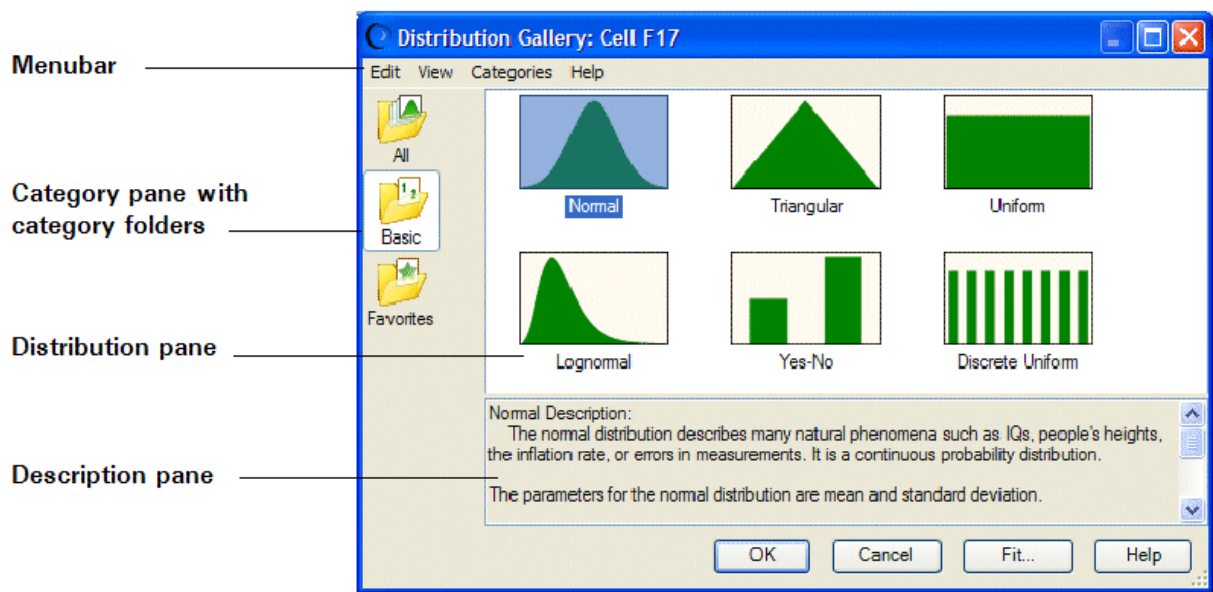 Distribution Gallery: Cell F17
Menubar
Edit View Categories Help
All
Category pane with
category folders
Basic
Favorites
Normal Triangular Uniform
Distribution pane
Lognormal Yes-No Discrete Uniform
Description pane
Normal Description:
The normal distribution describes many natural phenomena such as IQs, people's heights,
the inflation rate, or errors in measurements. It is a continuous probability distribution.
The parameters for the normal distribution are mean and standard deviation.
OK Cancel Fit... Help